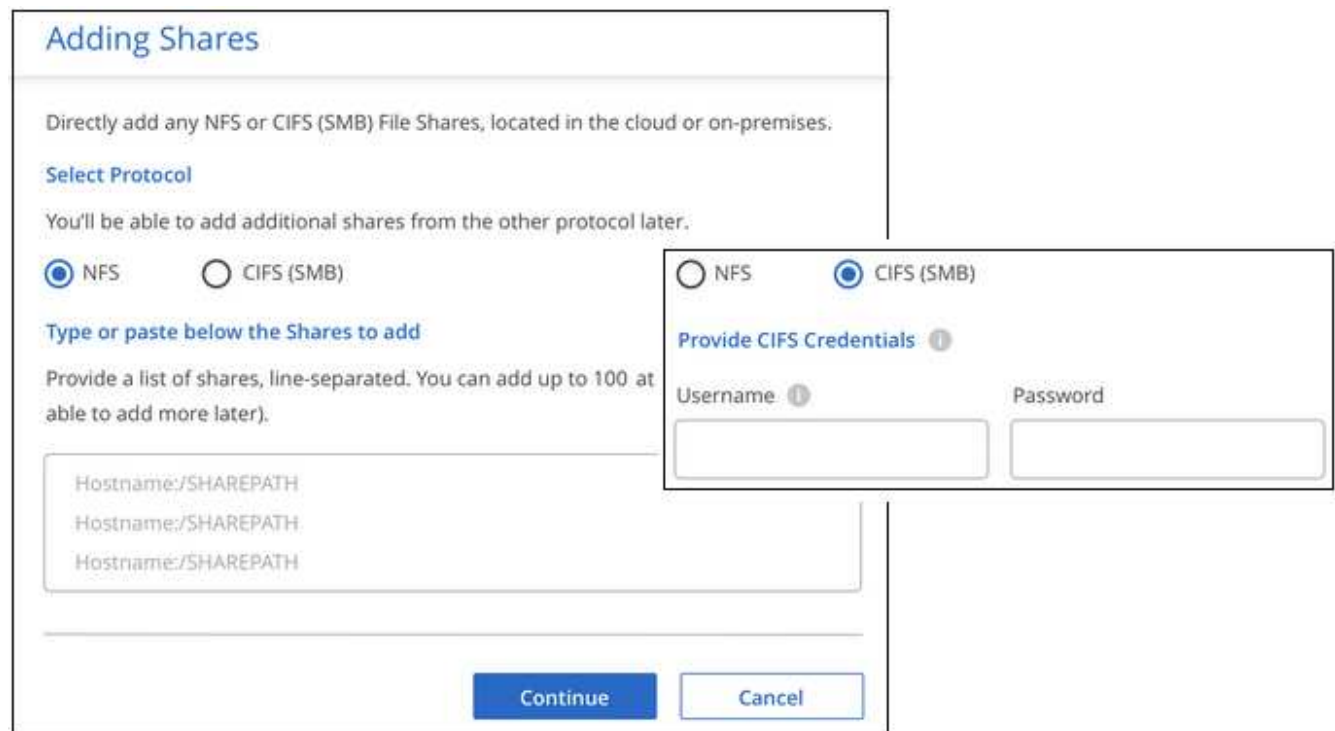 Adding Shares
Directly add any NFS or CIFS (SMB) File Shares, located in the cloud or on-premises.
Select Protocol
You'll be able to add additional shares from the other protocol later.
NFS CIFS (SMB)
Type or paste below the Shares to add
Provide a list of shares, line-separated. You can add up to 100 at
able to add more later).
Hostname:/SHAREPATH
Hostname:/SHAREPATH
Hostname:/SHAREPATH
Continue Cancel
NFS CIFS (SMB)
Provide CIFS Credentials i
Username i Password